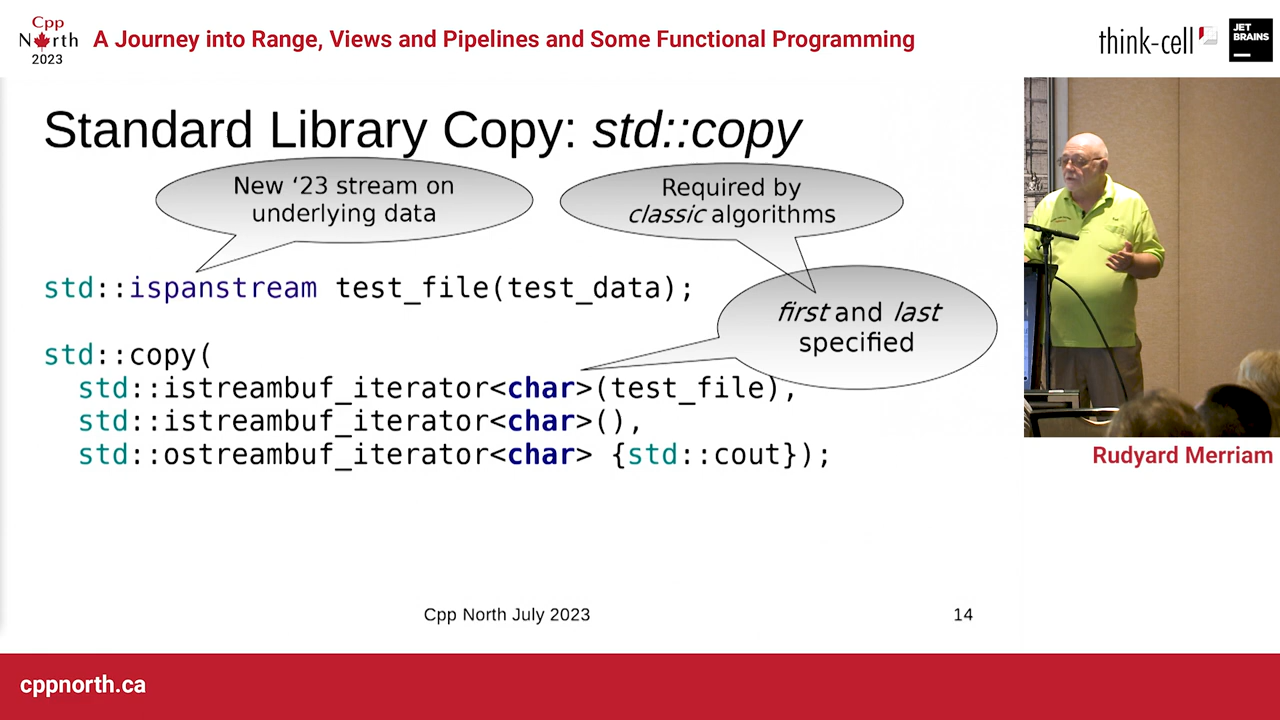 Cpp
North
2023
A Journey into Range, Views and Pipelines and Some Functional Programming
think-cell
JET
BRAINS
Standard Library Copy: std::copy
New ‘23 stream on
underlying data
Required by
classic algorithms
std::ispanstream test_file(test_data);
first and last
specified
std::copy(
std::istreambuf_iterator<char>(test_file),
std::istreambuf_iterator<char>(),
std::ostreambuf_iterator<char> {std::cout});
Cpp North July 2023
14
Rudyard Merriam
cppnorth.ca